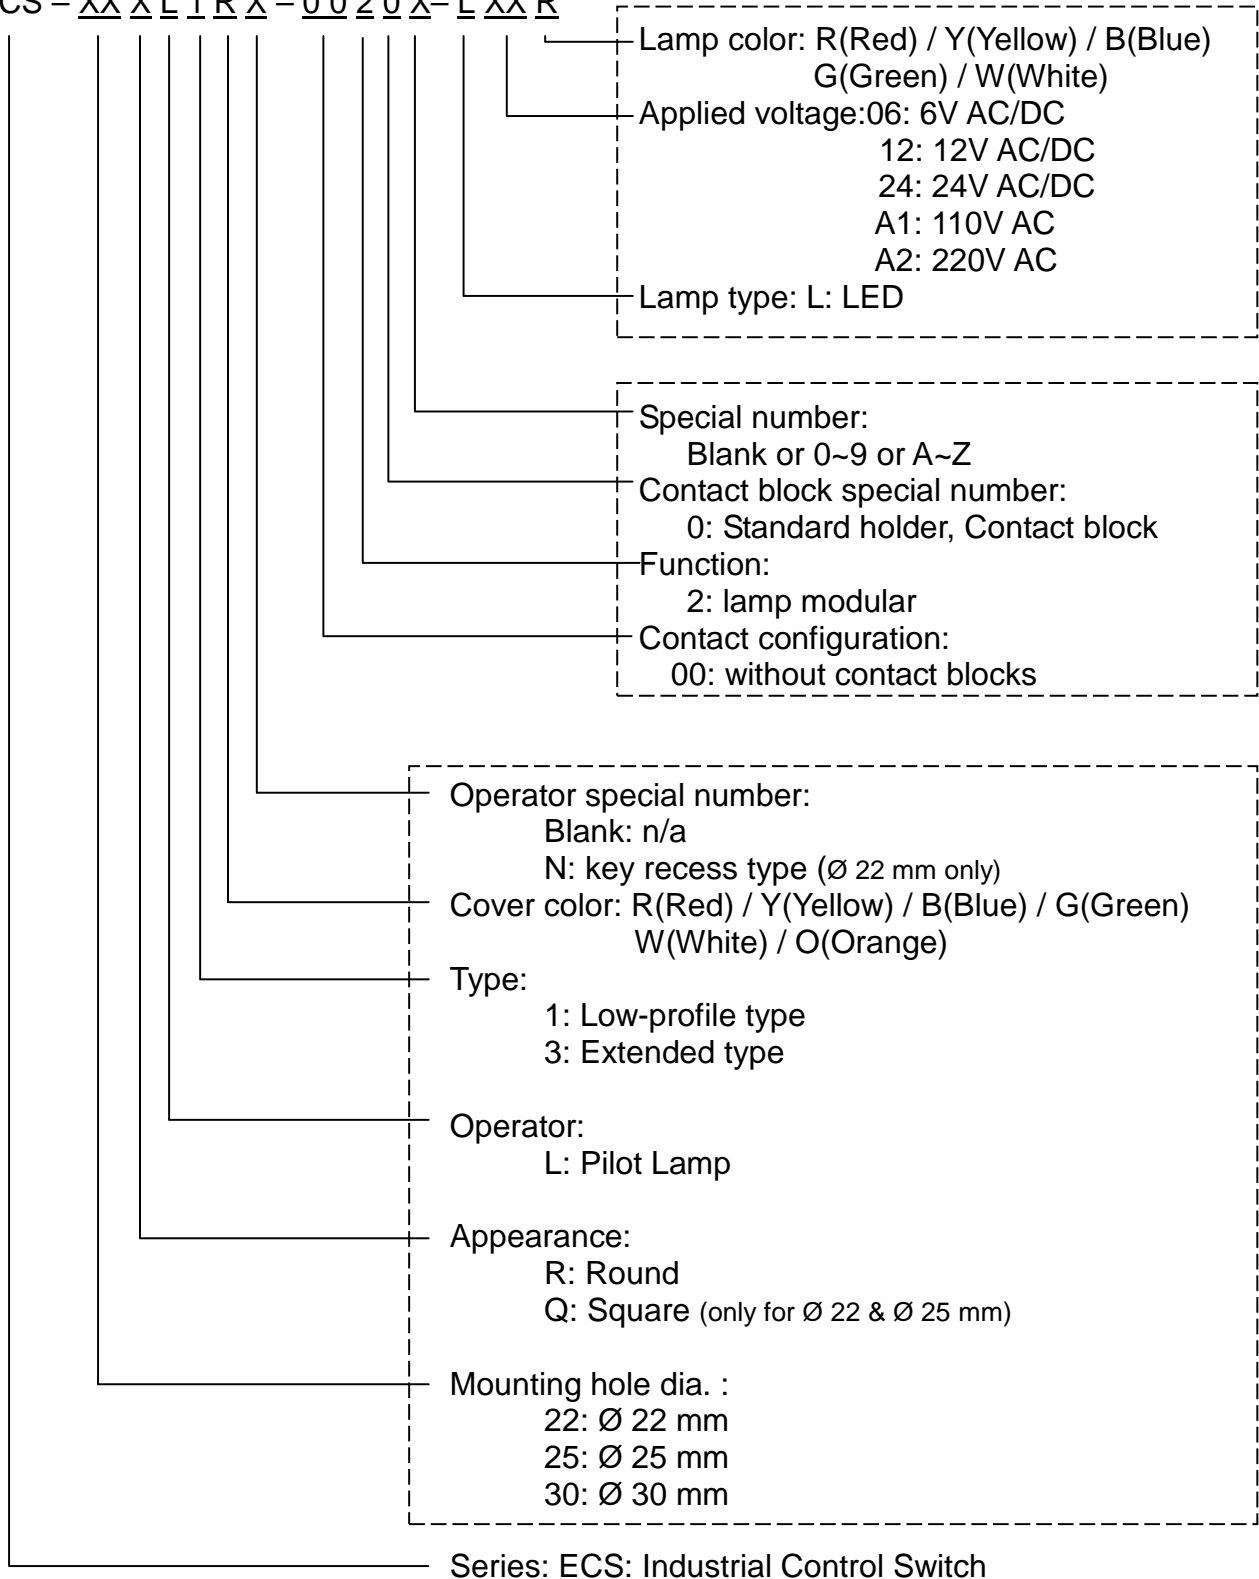 CS – XX X L 1 R X – 0 0 2 0 X– L XX R
Lamp color: R(Red) / Y(Yellow) / B(Blue)
G(Green) / W(White)
Applied voltage:06: 6V AC/DC
12: 12V AC/DC
24: 24V AC/DC
A1: 110V AC
A2: 220V AC
Lamp type: L: LED
Special number:
Blank or 0~9 or A~Z
Contact block special number:
0: Standard holder, Contact block
Function:
2: lamp modular
Contact configuration:
00: without contact blocks
Operator special number:
Blank: n/a
N: key recess type (Ø 22 mm only)
Cover color: R(Red) / Y(Yellow) / B(Blue) / G(Green)
W(White) / O(Orange)
Type:
1: Low-profile type
3: Extended type
Operator:
L: Pilot Lamp
Appearance:
R: Round
Q: Square (only for Ø 22 & Ø 25 mm)
Mounting hole dia. :
22: Ø 22 mm
25: Ø 25 mm
30: Ø 30 mm
Series: ECS: Industrial Control Switch